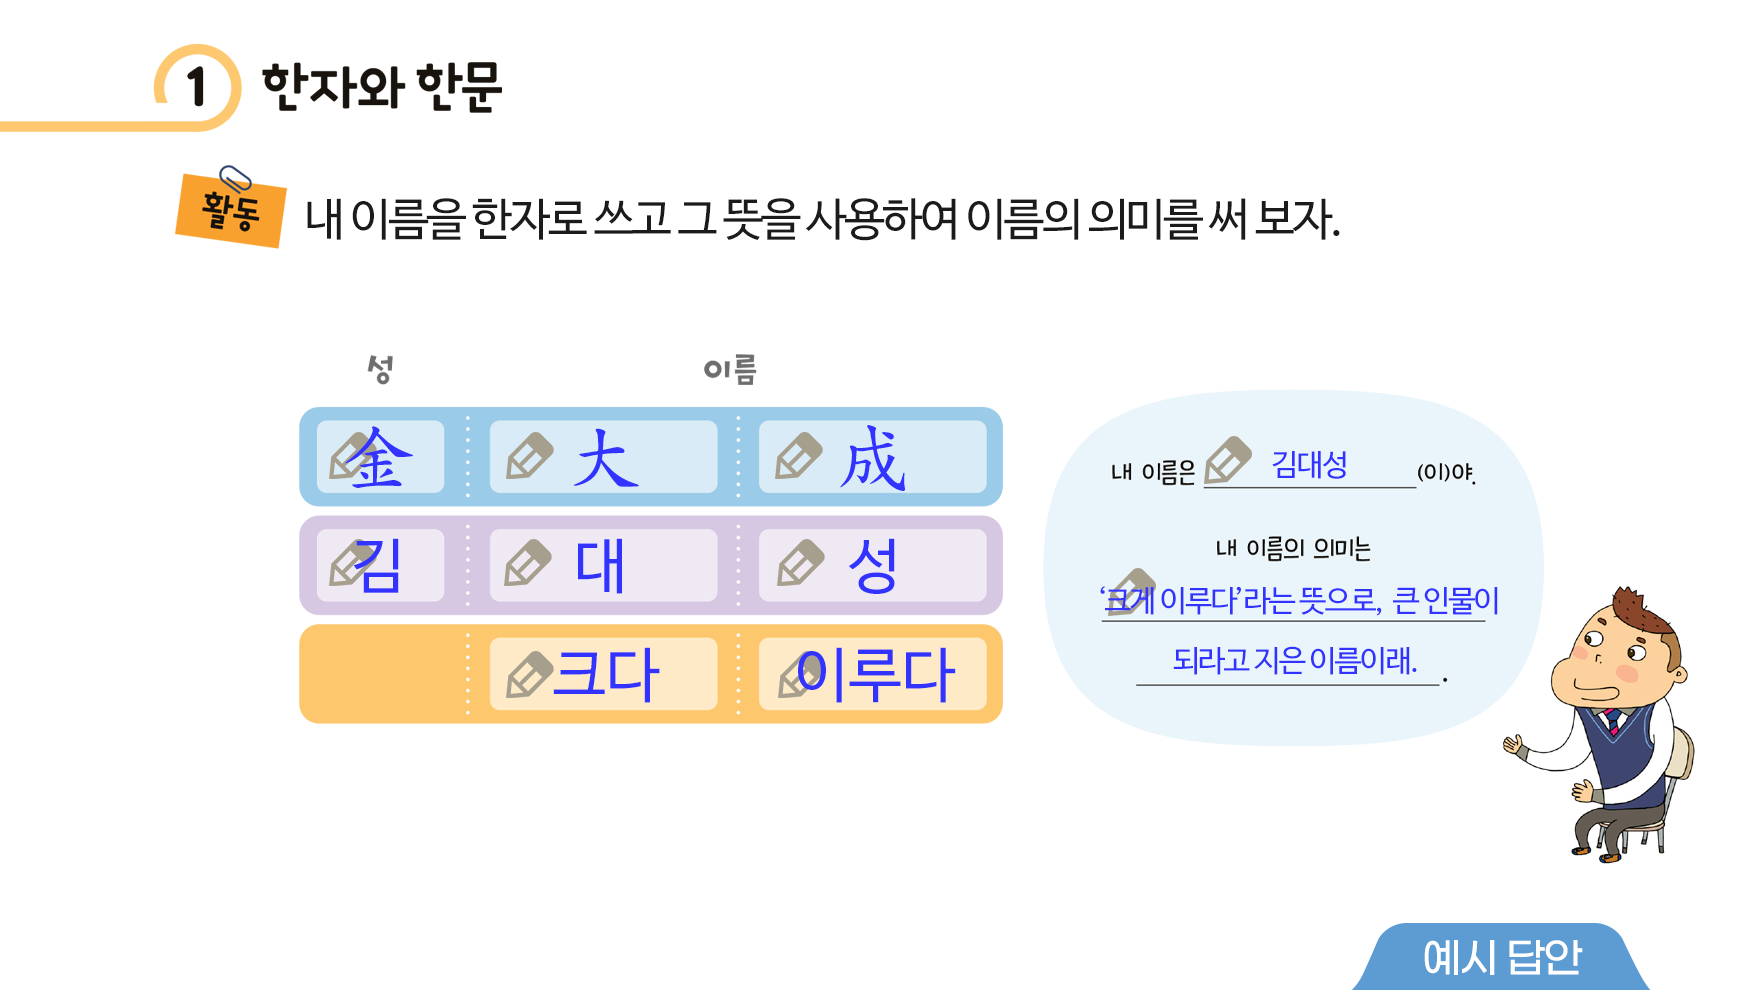 1 한자와 한문
활동 내 이름을 한자로 쓰고 그 뜻을 사용하여 이름의 의미를 써 보자.
성 이름
金 大 成
김 대 성
크다 이루다
내 이름은 김대성 (이)야.
내 이름의 의미는
‘크게 이루다’라는 뜻으로, 큰 인물이
되라고 지은 이름이래. .
예시 답안